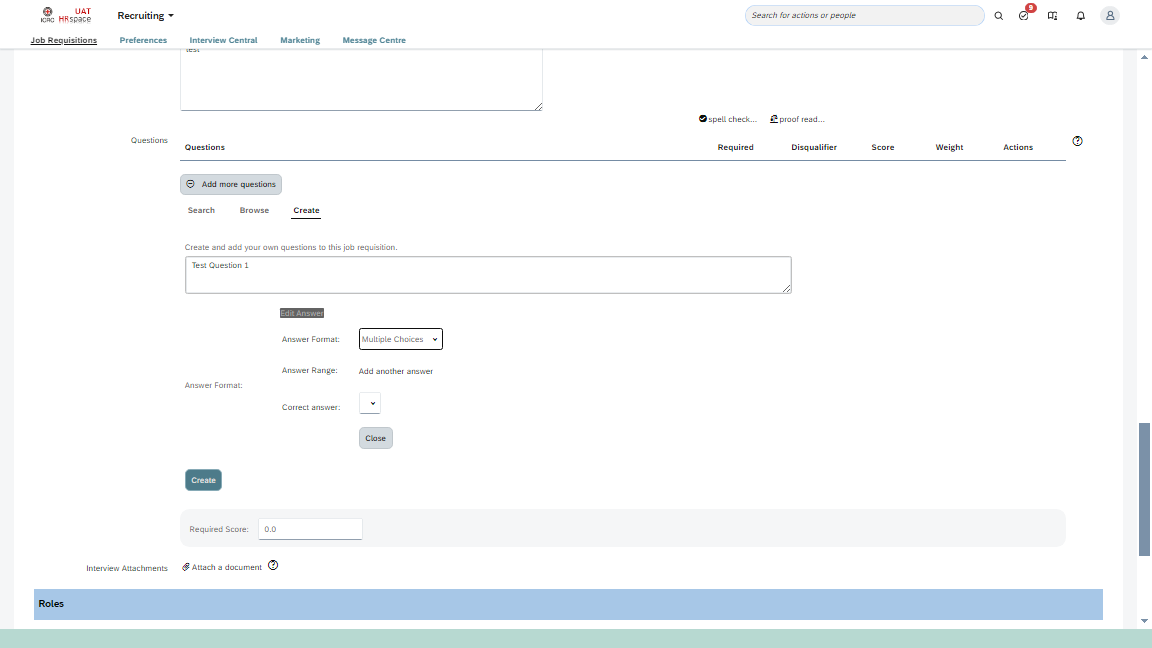 ICRC UAT HRspace
Recruiting
Search for actions or people
9
Job Requisitions Preferences Interview Central Marketing Message Centre
test
spell check... proof read...
Questions
Questions Required Disqualifier Score Weight Actions
Add more questions
Search Browse Create
Create and add your own questions to this job requisition.
Test Question 1
Edit Answer
Answer Format: Multiple Choices
Answer Range: Add another answer
Answer Format:
Correct answer:
Close
Create
Required Score: 0.0
Interview Attachments Attach a document
Roles